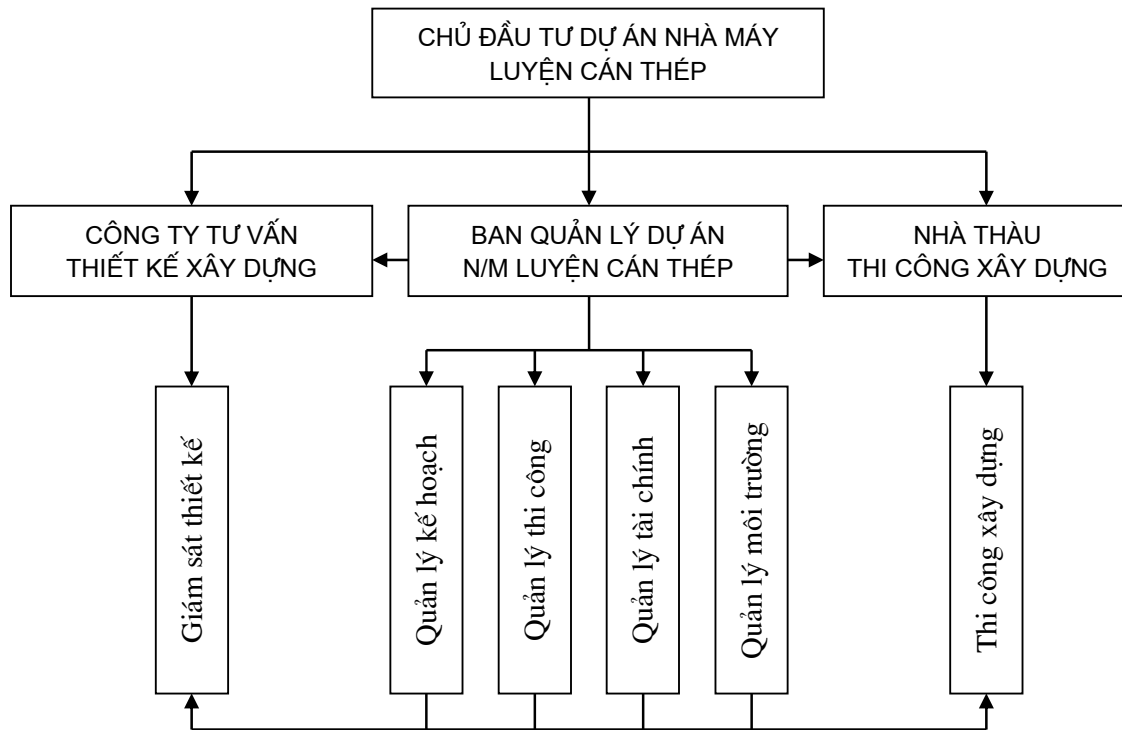 CHỦ ĐẦU TƯ DỰ ÁN NHÀ MÁY
LUYỆN CÁN THÉP
CÔNG TY TƯ VẤN
THIẾT KẾ XÂY DỰNG
BAN QUẢN LÝ DỰ ÁN
N/M LUYỆN CÁN THÉP
NHÀ THÀU
THI CÔNG XÂY DỰNG
Giám sát thiết kế
Quản lý kế hoạch
Quản lý thi công
Quản lý tài chính
Quản lý môi trường
Thi công xây dựng